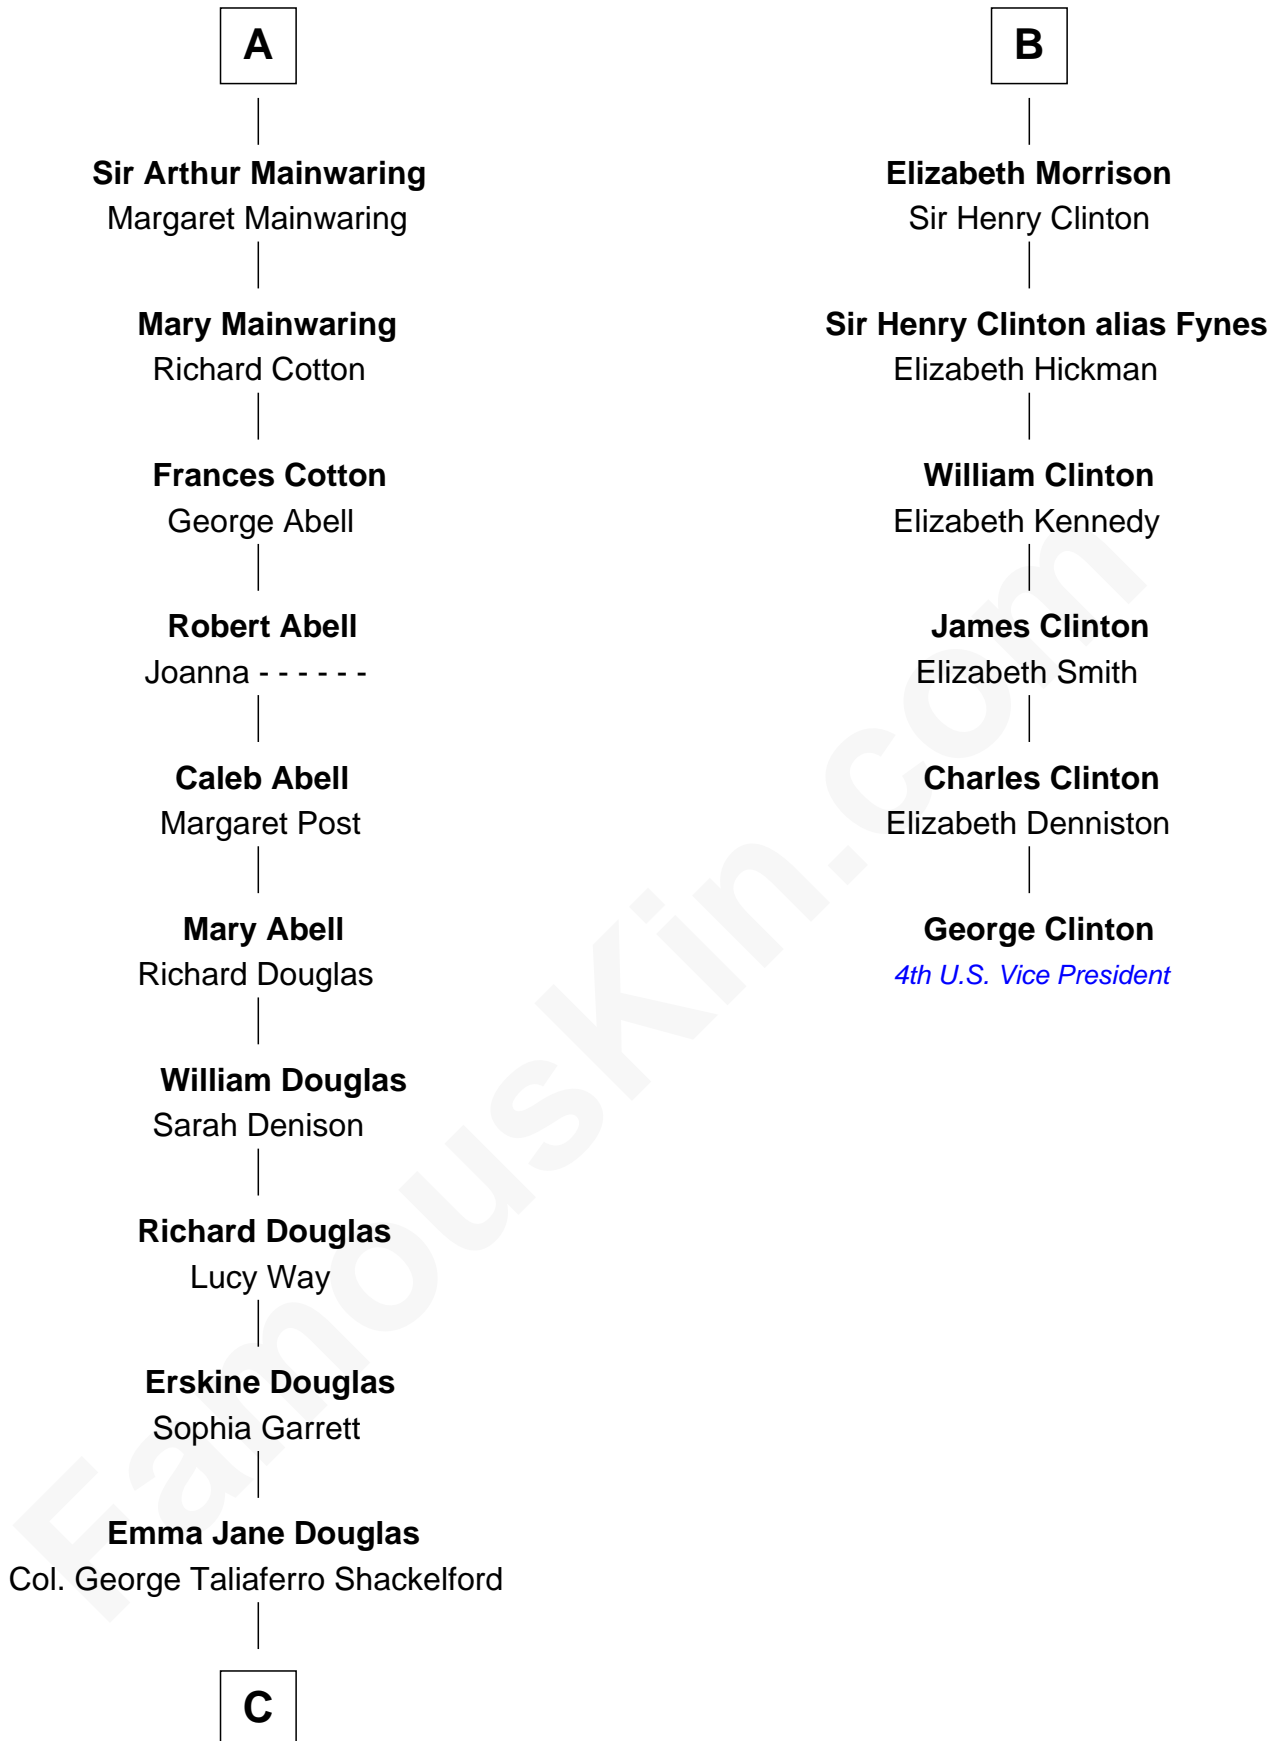 A
Sir Arthur Mainwaring
Margaret Mainwaring
Mary Mainwaring
Richard Cotton
Frances Cotton
George Abell
Robert Abell
Joanna - - - - - -
Caleb Abell
Margaret Post
Mary Abell
Richard Douglas
William Douglas
Sarah Denison
Richard Douglas
Lucy Way
Erskine Douglas
Sophia Garrett
Emma Jane Douglas
Col. George Taliaferro Shackelford
C
B
Elizabeth Morrison
Sir Henry Clinton
Sir Henry Clinton alias Fynes
Elizabeth Hickman
William Clinton
Elizabeth Kennedy
James Clinton
Elizabeth Smith
Charles Clinton
Elizabeth Denniston
George Clinton
4th U.S. Vice President
FamousKin.com